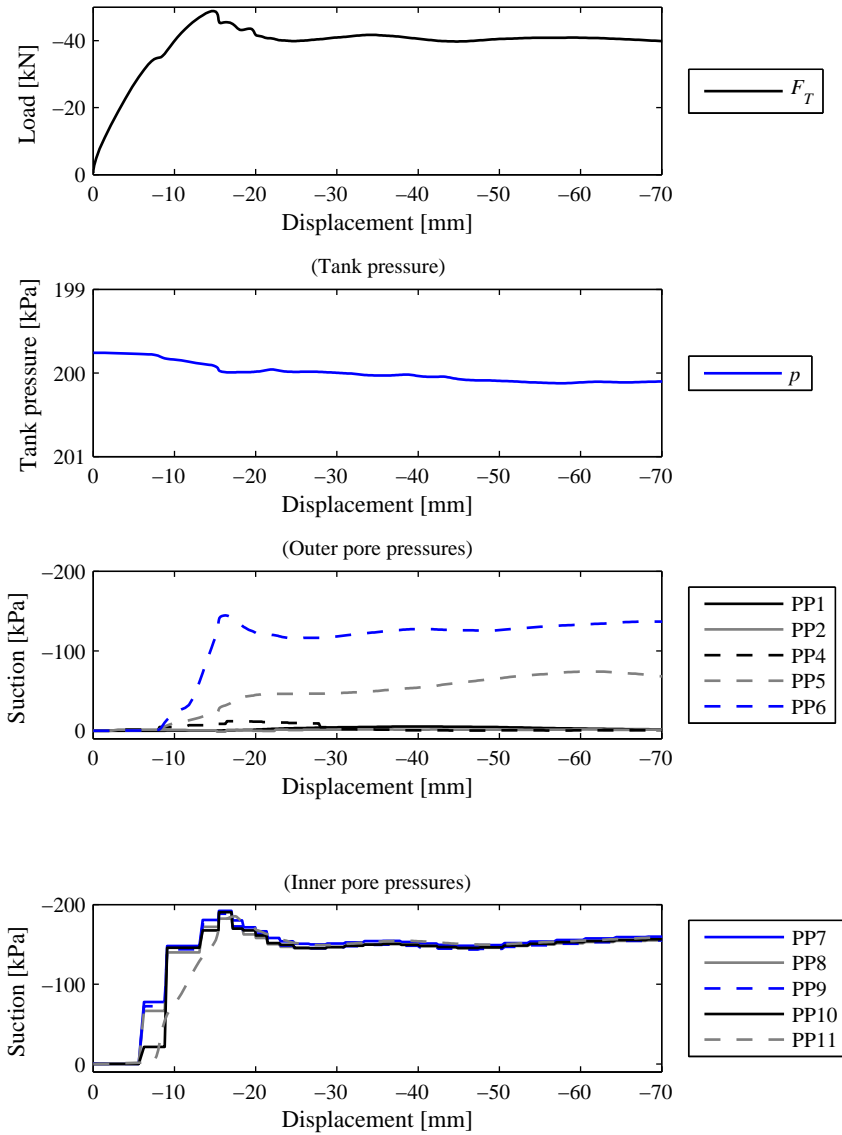 −40
−20
0
Load [kN]
0 −10 −20 −30 −40 −50 −60 −70
Displacement [mm]
F_T
(Tank pressure)
199
200
201
Tank pressure [kPa]
0 −10 −20 −30 −40 −50 −60 −70
Displacement [mm]
p
(Outer pore pressures)
−200
−100
0
Suction [kPa]
0 −10 −20 −30 −40 −50 −60 −70
Displacement [mm]
PP1
PP2
PP4
PP5
PP6
(Inner pore pressures)
−200
−100
0
Suction [kPa]
0 −10 −20 −30 −40 −50 −60 −70
Displacement [mm]
PP7
PP8
PP9
PP10
PP11